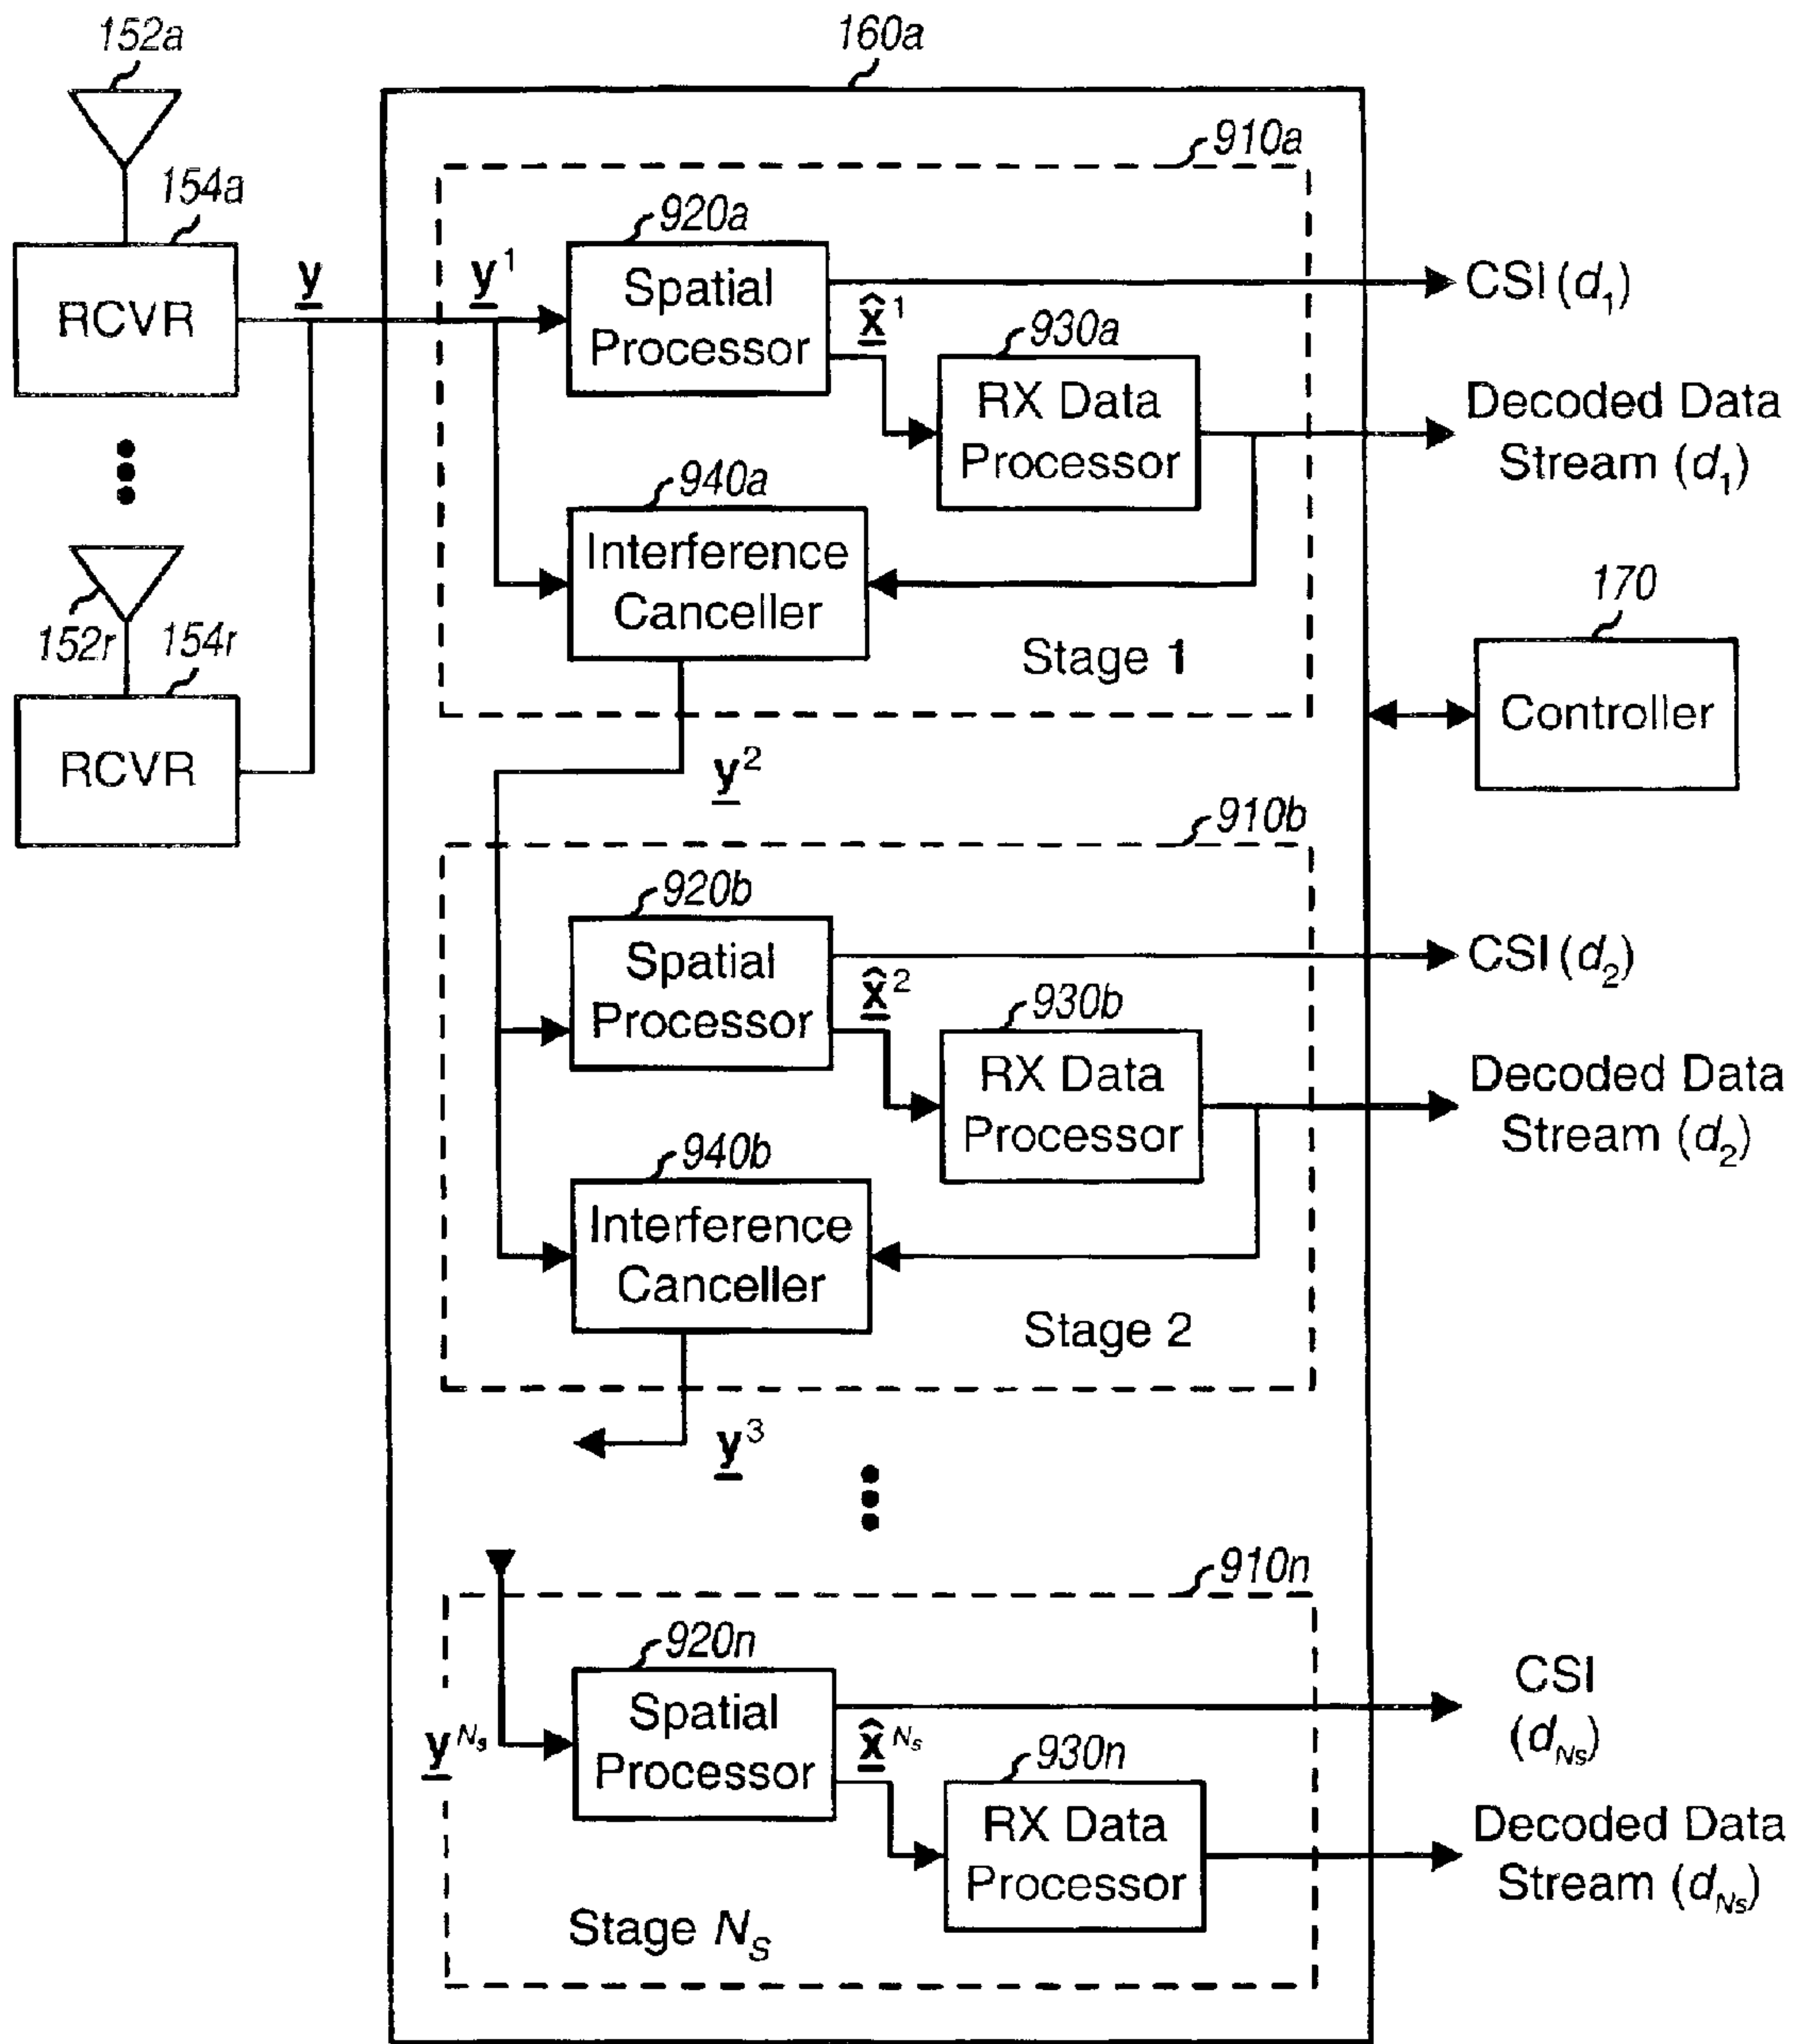 152a
160a
910a
154a
920a
RCVR
y
y¹
Spatial
Processor
x̂¹
CSI (d₁)
930a
RX Data
Processor
Decoded Data
Stream (d₁)
940a
Interference
Canceller
Stage 1
152r
154r
RCVR
170
Controller
y²
910b
920b
Spatial
Processor
x̂²
CSI (d₂)
930b
RX Data
Processor
Decoded Data
Stream (d₂)
940b
Interference
Canceller
Stage 2
y³
910n
920n
Spatial
Processor
y^Ns
x̂^Ns
CSI
(d_Ns)
930n
RX Data
Processor
Decoded Data
Stream (d_Ns)
Stage N_S